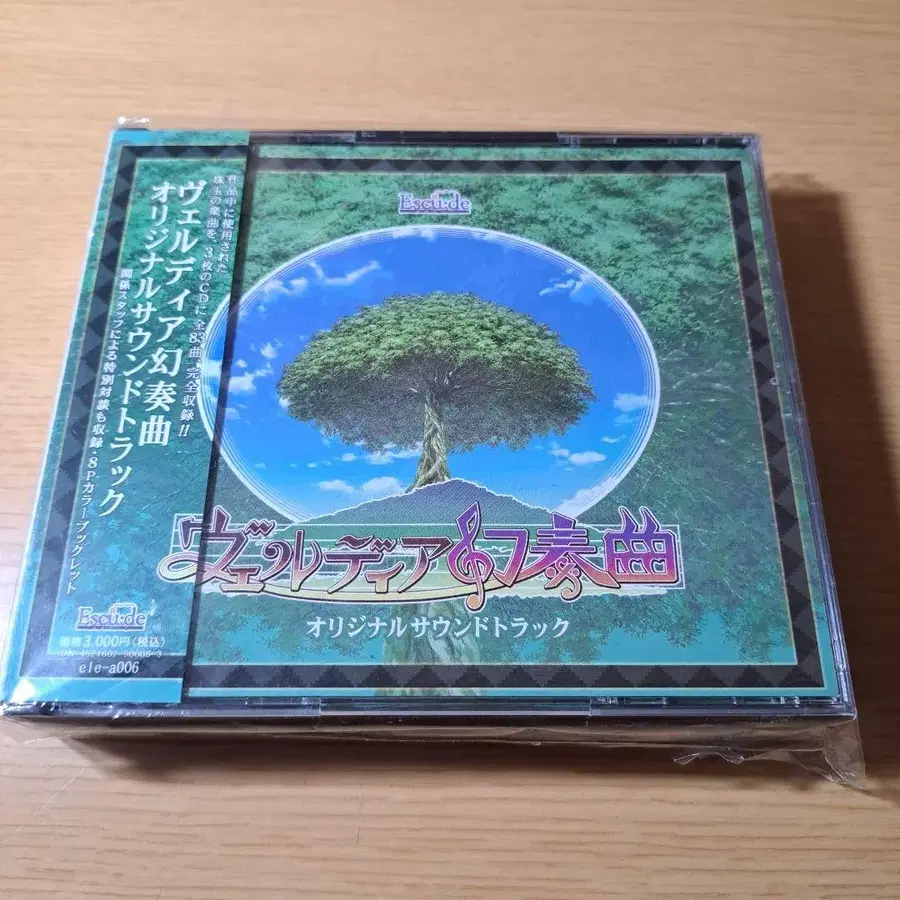 作品中に使用された
珠玉の楽曲を、3枚のCDに全83曲、完全収録!!
ヴェルディア幻奏曲
オリジナルサウンドトラック
関係スタッフによる特別対談も収録・8Pカラーブックレット
Escu:de
価格3,000円(税込)
ele-a006
Escu:de
ヴェルディア幻奏曲
オリジナルサウンドトラック